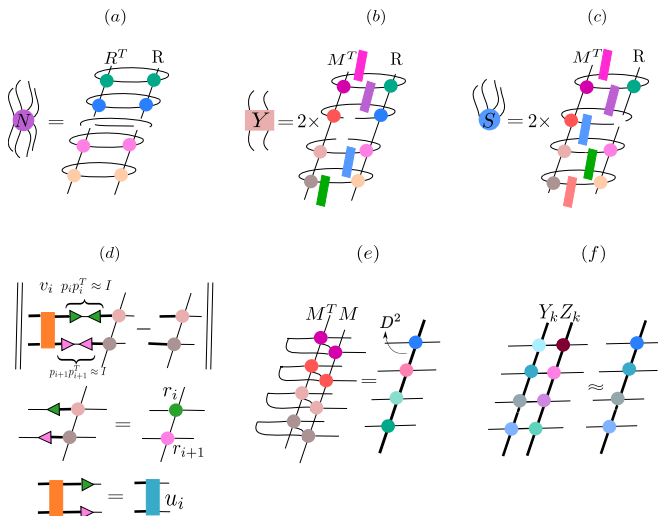 (a)
(b)
(c)
R^T R
M^T R
M^T R
N =
Y = 2×
S = 2×
(d)
(e)
(f)
v_i p_i p_i^T ≈ I
−
p_{i+1} p_{i+1}^T ≈ I
M^T M
D^2
=
Y_k Z_k
≈
r_i
=
r_{i+1}
= u_i